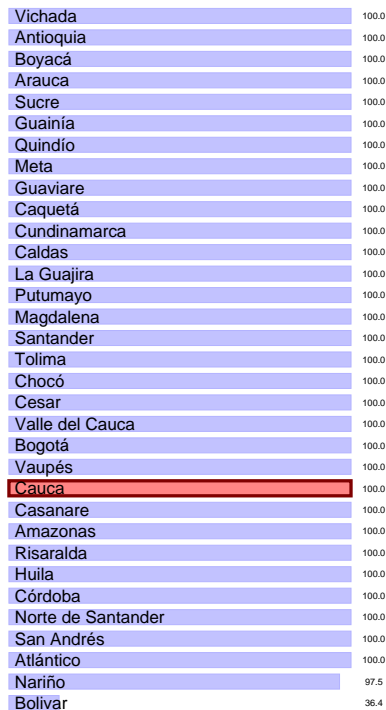 Vichada 100.0
Antioquia 100.0
Boyacá 100.0
Arauca 100.0
Sucre 100.0
Guainía 100.0
Quindío 100.0
Meta 100.0
Guaviare 100.0
Caquetá 100.0
Cundinamarca 100.0
Caldas 100.0
La Guajira 100.0
Putumayo 100.0
Magdalena 100.0
Santander 100.0
Tolima 100.0
Chocó 100.0
Cesar 100.0
Valle del Cauca 100.0
Bogotá 100.0
Vaupés 100.0
Cauca 100.0
Casanare 100.0
Amazonas 100.0
Risaralda 100.0
Huila 100.0
Córdoba 100.0
Norte de Santander 100.0
San Andrés 100.0
Atlántico 100.0
Nariño 97.5
Bolivar 36.4